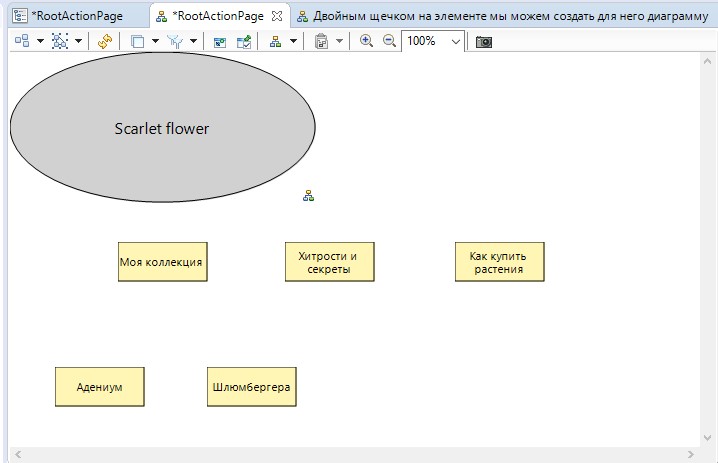 *RootActionPage
*RootActionPage
Двойным щечком на элементе мы можем создать для него диаграмму
100%
Scarlet flower
Моя коллекция
Хитрости и
секреты
Как купить
растения
Адениум
Шлюмбергера